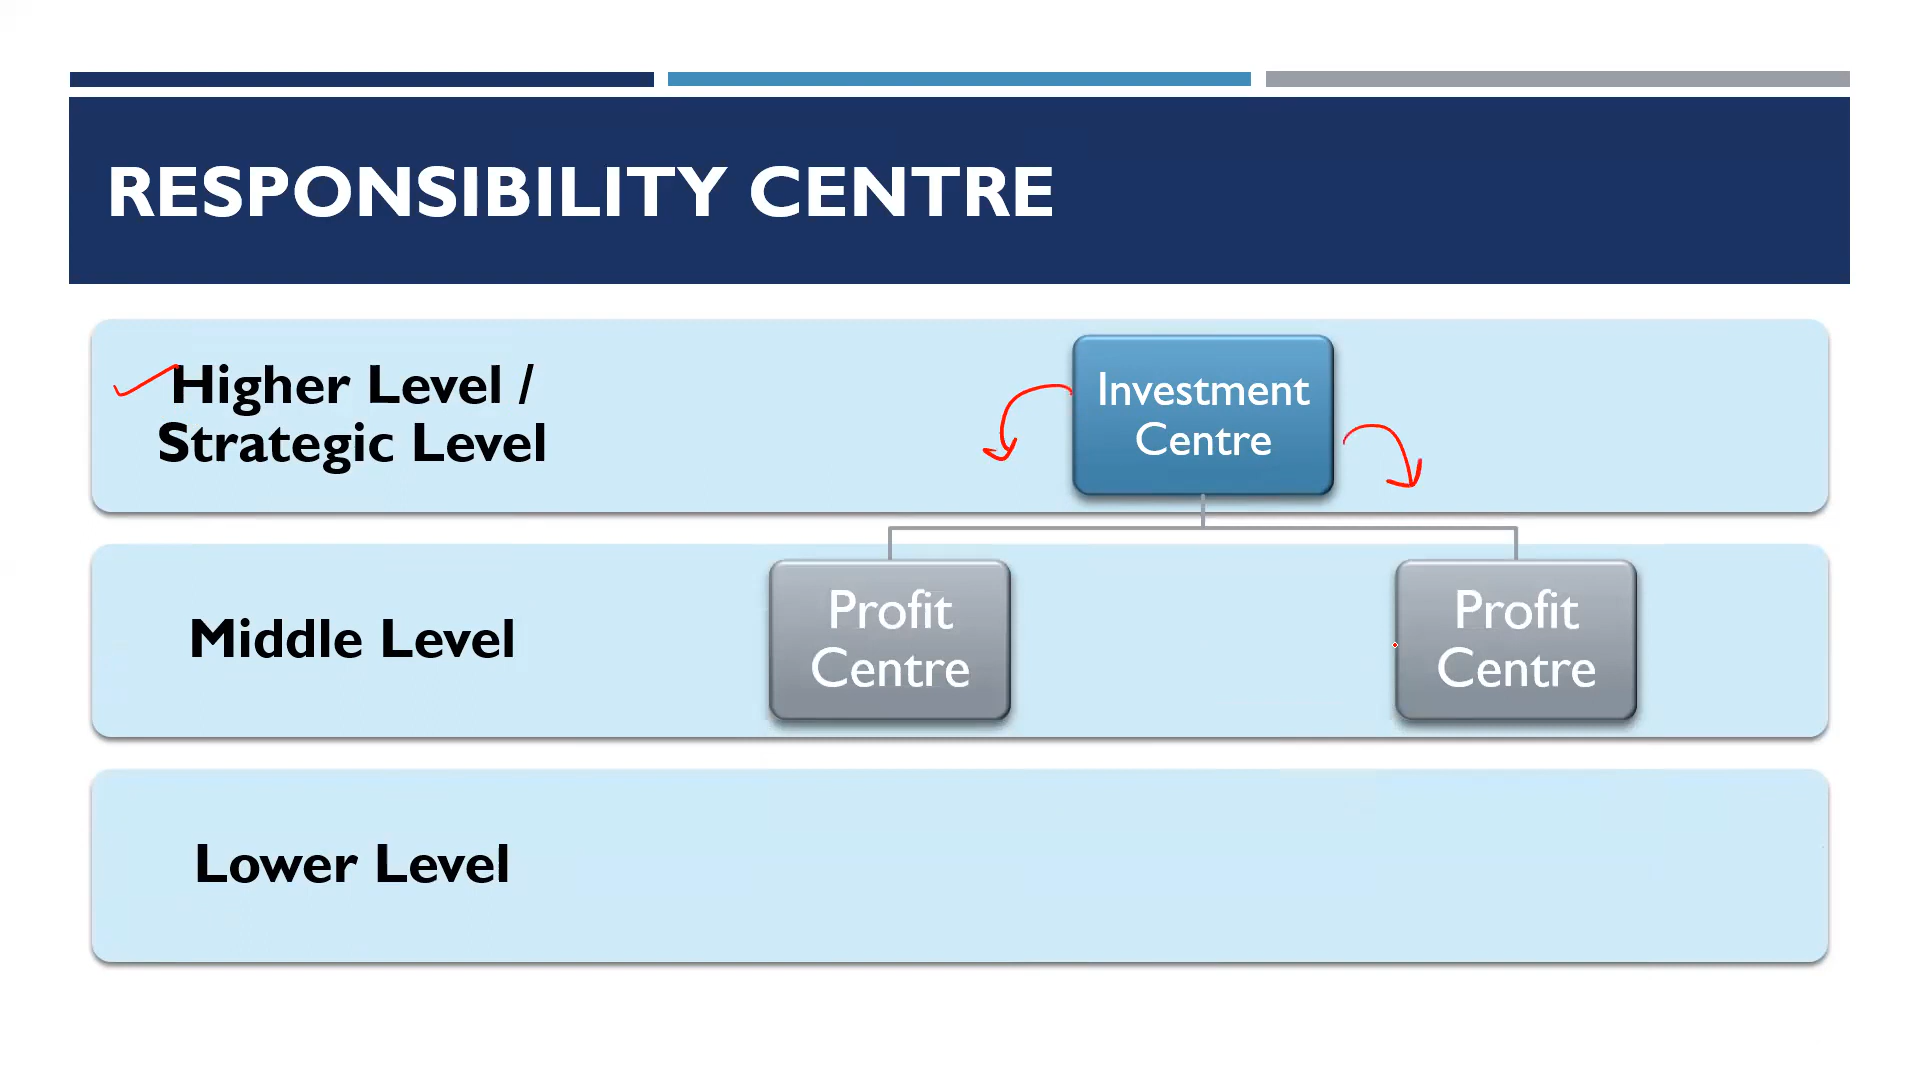 RESPONSIBILITY CENTRE
Higher Level /
Strategic Level
Investment
Centre
Middle Level
Profit
Centre
Profit
Centre
Lower Level